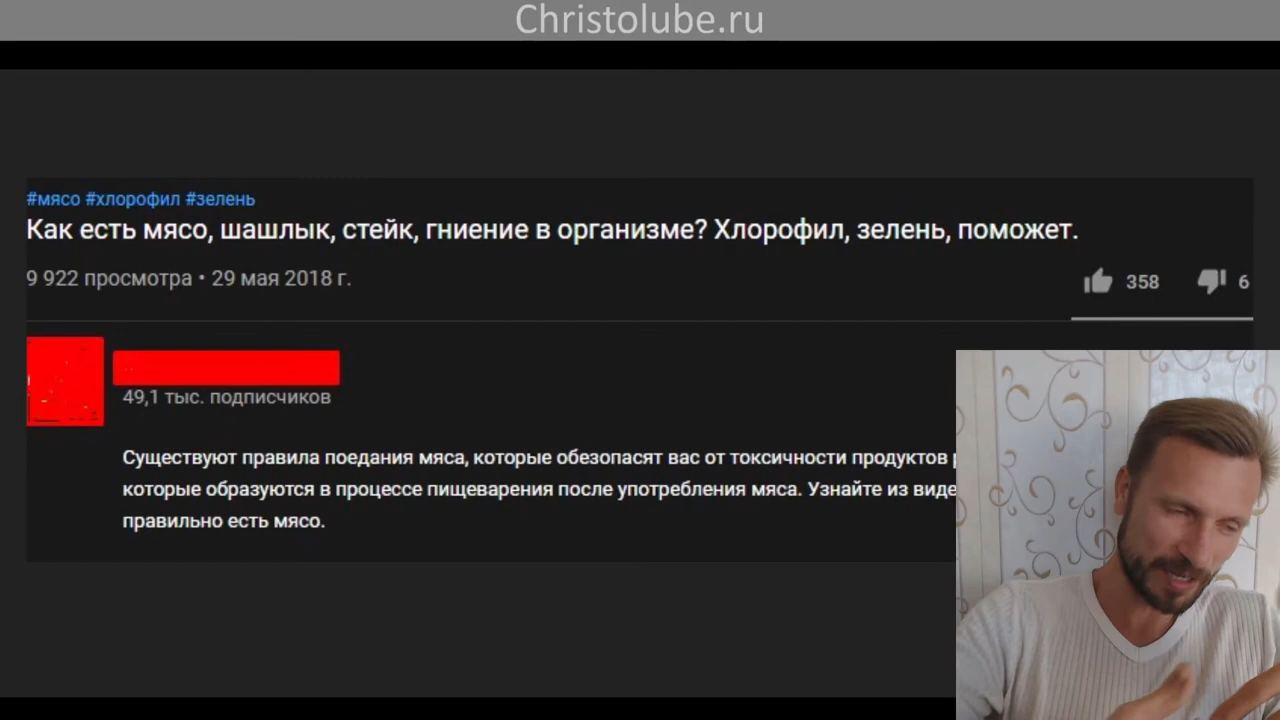 Christolube.ru
#мясо #хлорофил #зелень
Как есть мясо, шашлык, стейк, гниение в организме? Хлорофил, зелень, поможет.
9 922 просмотра • 29 мая 2018 г.
358
6
49,1 тыс. подписчиков
Существуют правила поедания мяса, которые обезопасят вас от токсичности продуктов
которые образуются в процессе пищеварения после употребления мяса. Узнайте из
правильно есть мясо.